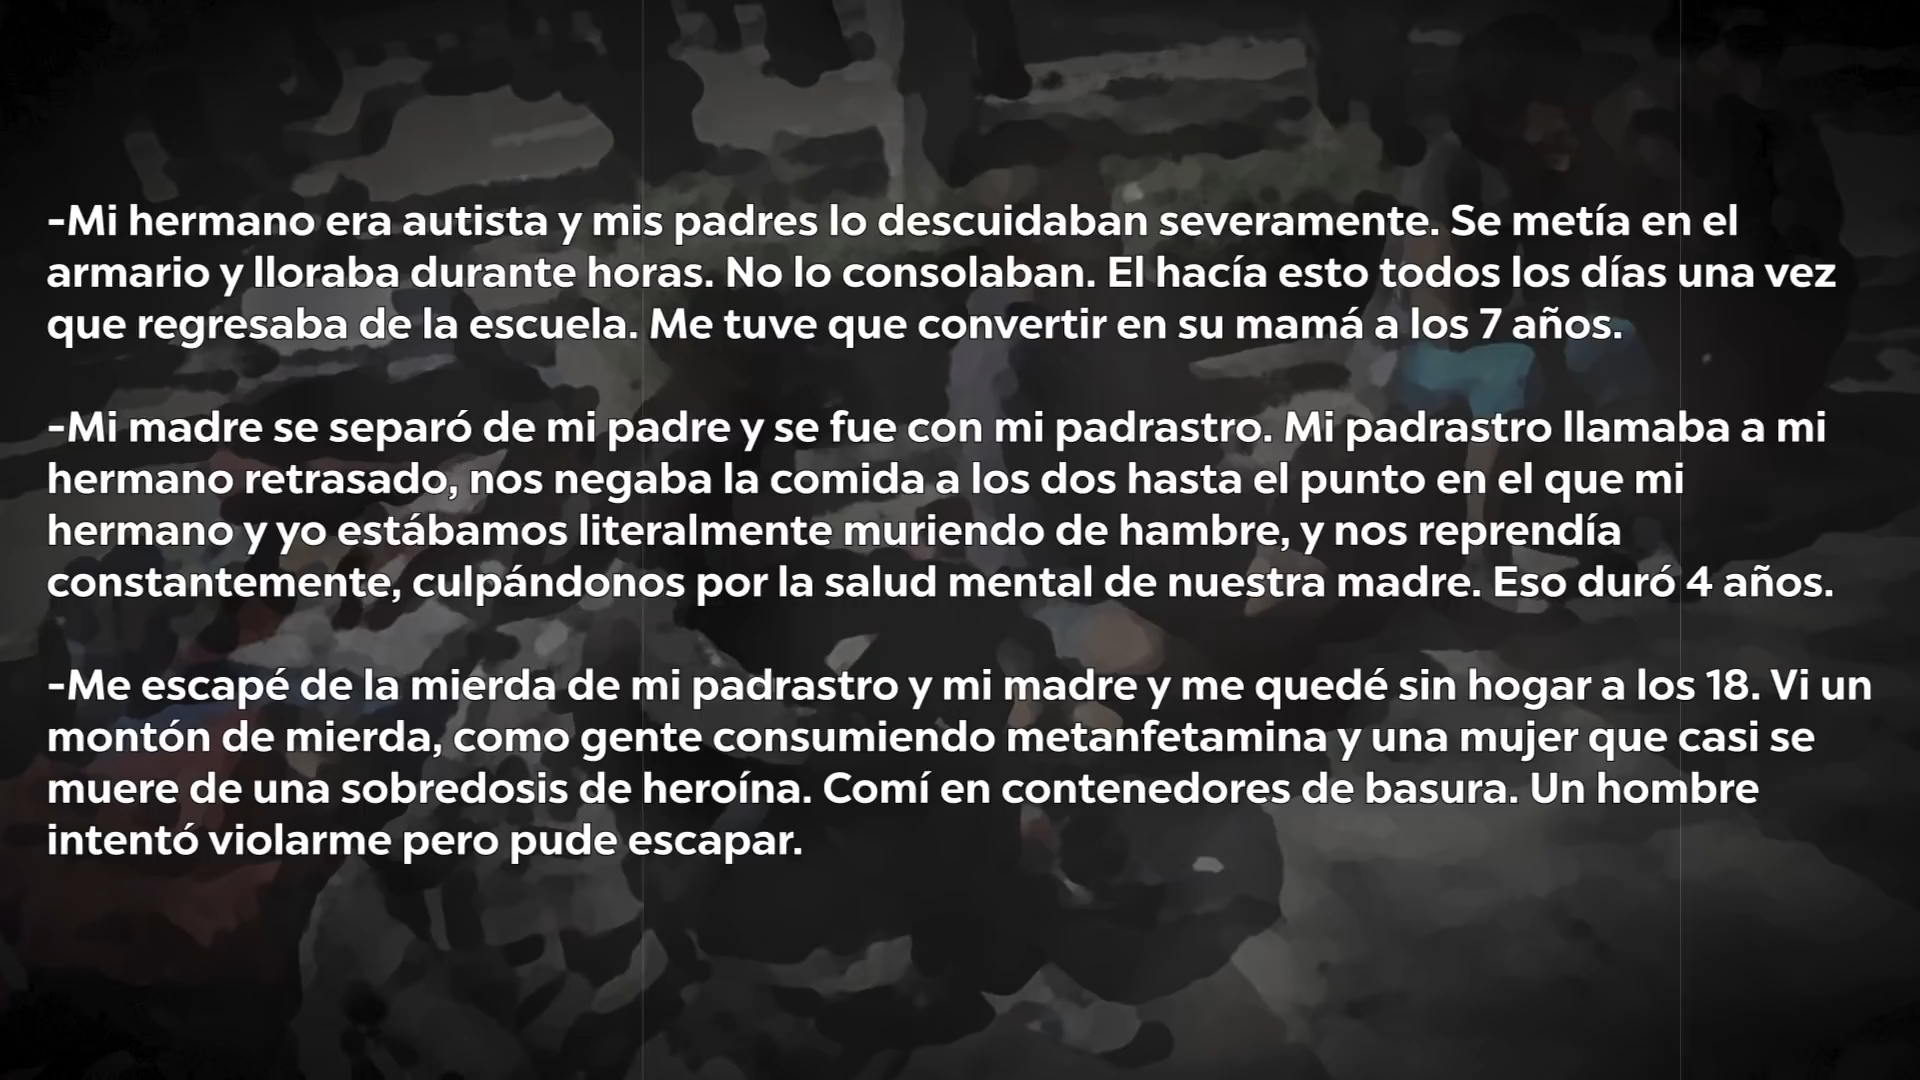 -Mi hermano era autista y mis padres lo descuidaban severamente. Se metía en el
armario y lloraba durante horas. No lo consolaban. El hacía esto todos los días una vez
que regresaba de la escuela. Me tuve que convertir en su mamá a los 7 años.
-Mi madre se separó de mi padre y se fue con mi padrastro. Mi padrastro llamaba a mi
hermano retrasado, nos negaba la comida a los dos hasta el punto en el que mi
hermano y yo estábamos literalmente muriendo de hambre, y nos reprendía
constantemente, culpándonos por la salud mental de nuestra madre. Eso duró 4 años.
-Me escapé de la mierda de mi padrastro y mi madre y me quedé sin hogar a los 18. Vi un
montón de mierda, como gente consumiendo metanfetamina y una mujer que casi se
muere de una sobredosis de heroína. Comí en contenedores de basura. Un hombre
intentó violarme pero pude escapar.